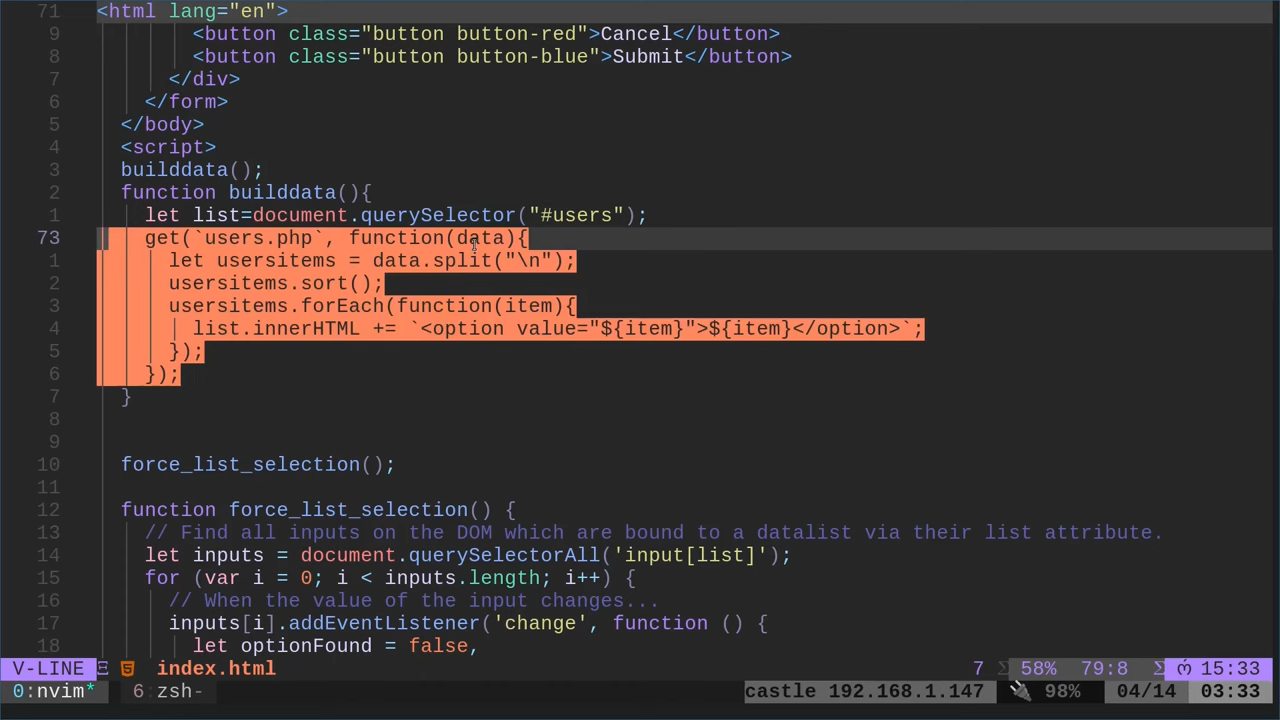 71 <html lang="en">
9 <button class="button button-red">Cancel</button>
8 <button class="button button-blue">Submit</button>
7 </div>
6 </form>
5 </body>
4 <script>
3 builddata();
2 function builddata(){
1 let list=document.querySelector("#users");
73 get(`users.php`, function(data){
1 let usersitems = data.split("\n");
2 usersitems.sort();
3 usersitems.forEach(function(item){
4 list.innerHTML += `<option value="${item}">${item}</option>`;
5 });
6 });
7 }
8
9
10 force_list_selection();
11
12 function force_list_selection() {
13 // Find all inputs on the DOM which are bound to a datalist via their list attribute.
14 let inputs = document.querySelectorAll('input[list]');
15 for (var i = 0; i < inputs.length; i++) {
16 // When the value of the input changes...
17 inputs[i].addEventListener('change', function () {
18 let optionFound = false,
V-LINE Ξ 5 index.html 7 Σ 58% 79:8 Σ 15:33
0:nvim* 6:zsh- castle 192.168.1.147 98% 04/14 03:33